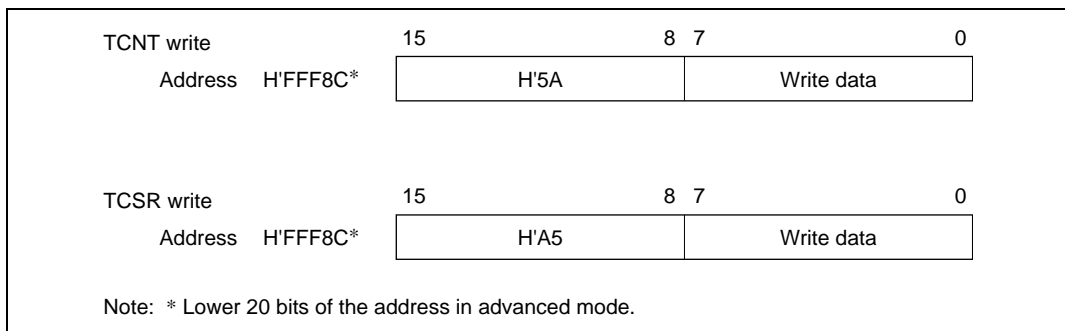 TCNT write 15 8 7 0
Address H'FFF8C* H'5A Write data
TCSR write 15 8 7 0
Address H'FFF8C* H'A5 Write data
Note: * Lower 20 bits of the address in advanced mode.